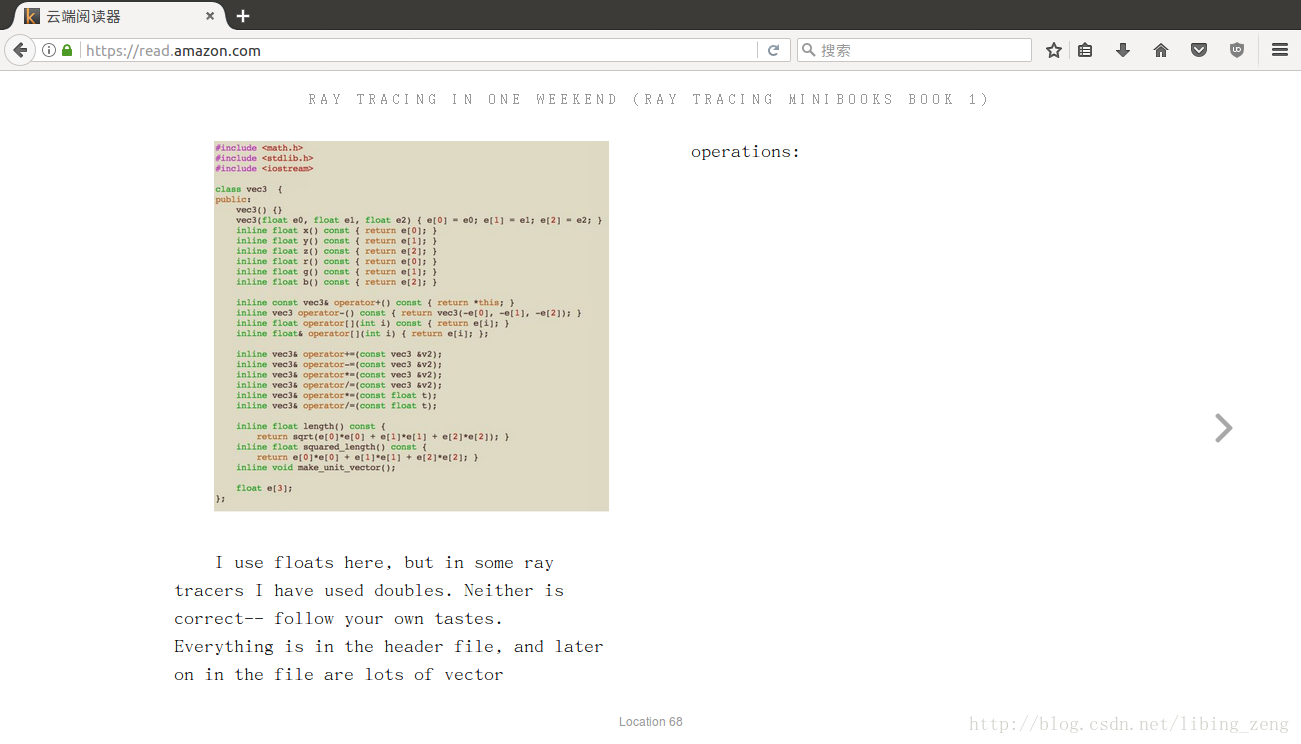 云端阅读器
https://read.amazon.com
搜索
RAY TRACING IN ONE WEEKEND (RAY TRACING MINIBOOKS BOOK 1)
#include <math.h>
#include <stdlib.h>
#include <iostream>
class vec3  {
public:
    vec3() {}
    vec3(float e0, float e1, float e2) { e[0] = e0; e[1] = e1; e[2] = e2; }
    inline float x() const { return e[0]; }
    inline float y() const { return e[1]; }
    inline float z() const { return e[2]; }
    inline float r() const { return e[0]; }
    inline float g() const { return e[1]; }
    inline float b() const { return e[2]; }
    inline const vec3& operator+() const { return *this; }
    inline vec3 operator-() const { return vec3(-e[0], -e[1], -e[2]); }
    inline float operator[](int i) const { return e[i]; }
    inline float& operator[](int i) { return e[i]; };
    inline vec3& operator+=(const vec3 &v2);
    inline vec3& operator-=(const vec3 &v2);
    inline vec3& operator*=(const vec3 &v2);
    inline vec3& operator/=(const vec3 &v2);
    inline vec3& operator*=(const float t);
    inline vec3& operator/=(const float t);
    inline float length() const {
        return sqrt(e[0]*e[0] + e[1]*e[1] + e[2]*e[2]); }
    inline float squared_length() const {
        return e[0]*e[0] + e[1]*e[1] + e[2]*e[2]; }
    inline void make_unit_vector();
    float e[3];
};
I use floats here, but in some ray
tracers I have used doubles. Neither is
correct-- follow your own tastes.
Everything is in the header file, and later
on in the file are lots of vector
operations:
Location 68
http://blog.csdn.net/libing_zeng